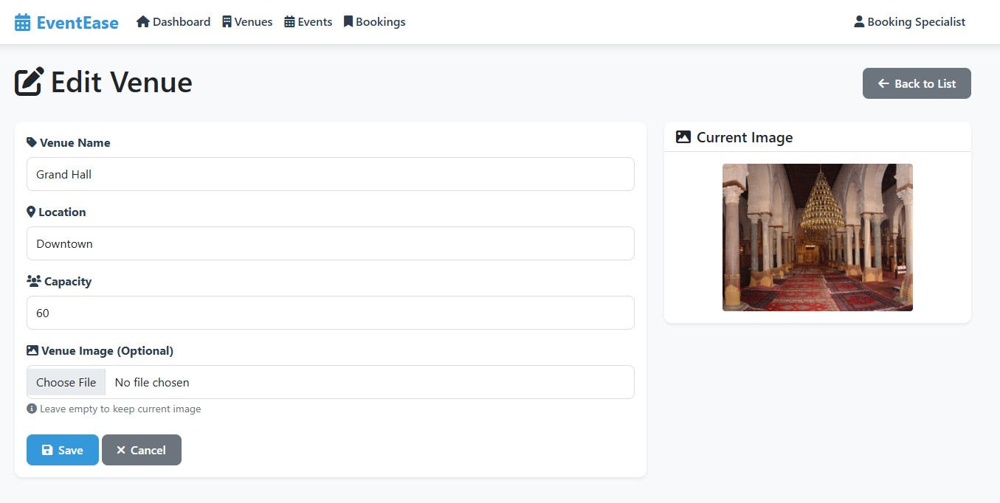 EventEase Dashboard Venues Events Bookings Booking Specialist
Edit Venue
Back to List
Venue Name
Grand Hall
Location
Downtown
Capacity
60
Venue Image (Optional)
Choose File No file chosen
Leave empty to keep current image
Save Cancel
Current Image